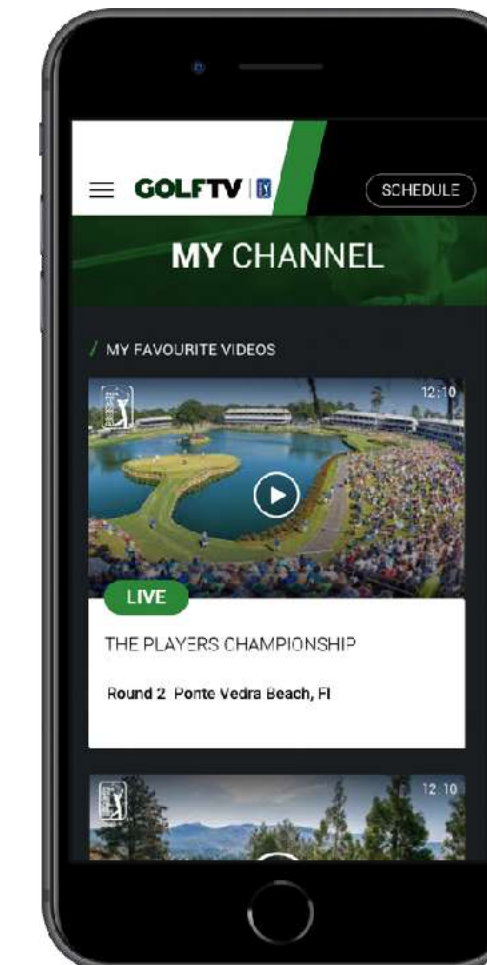 GOLFTV
SCHEDULE
MY CHANNEL
/ MY FAVOURITE VIDEOS
12:10
LIVE
THE PLAYERS CHAMPIONSHIP
Round 2 Ponte Vedra Beach, Fl
12:10